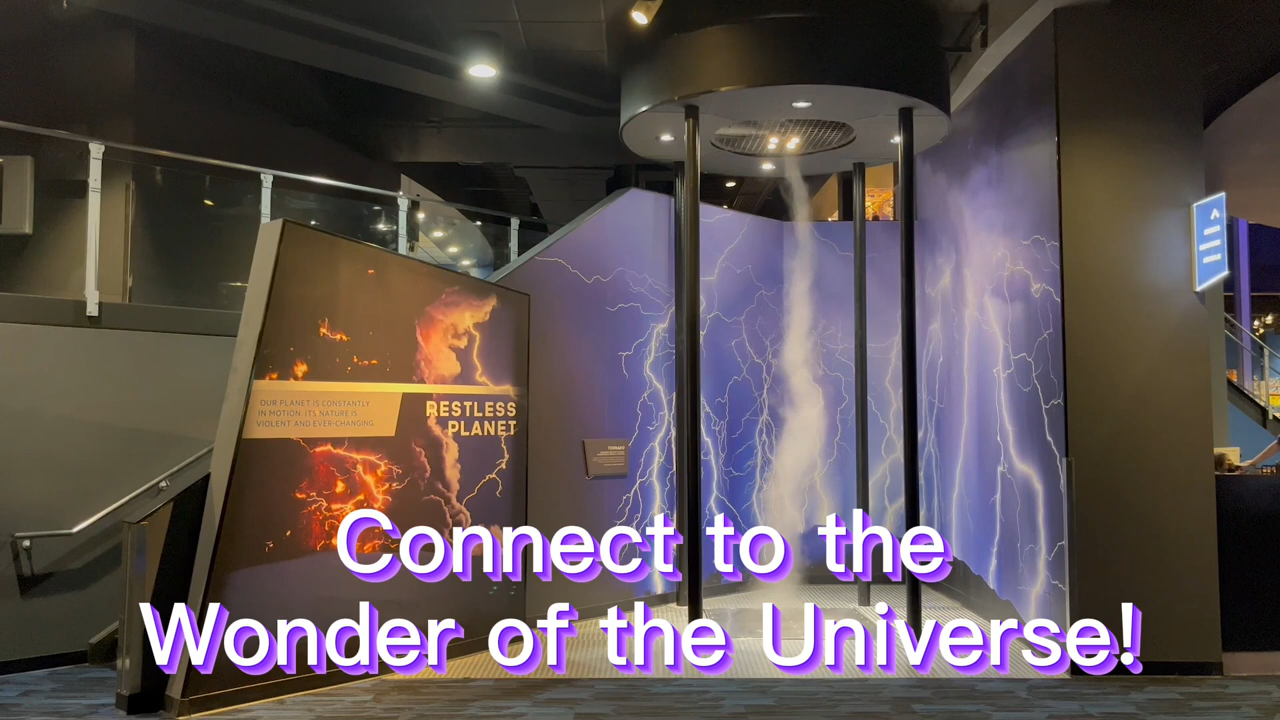 OUR PLANET IS CONSTANTLY
IN MOTION. ITS NATURE IS
VIOLENT AND EVER-CHANGING.
RESTLESS
PLANET
TORNADO
Connect to the
Wonder of the Universe!